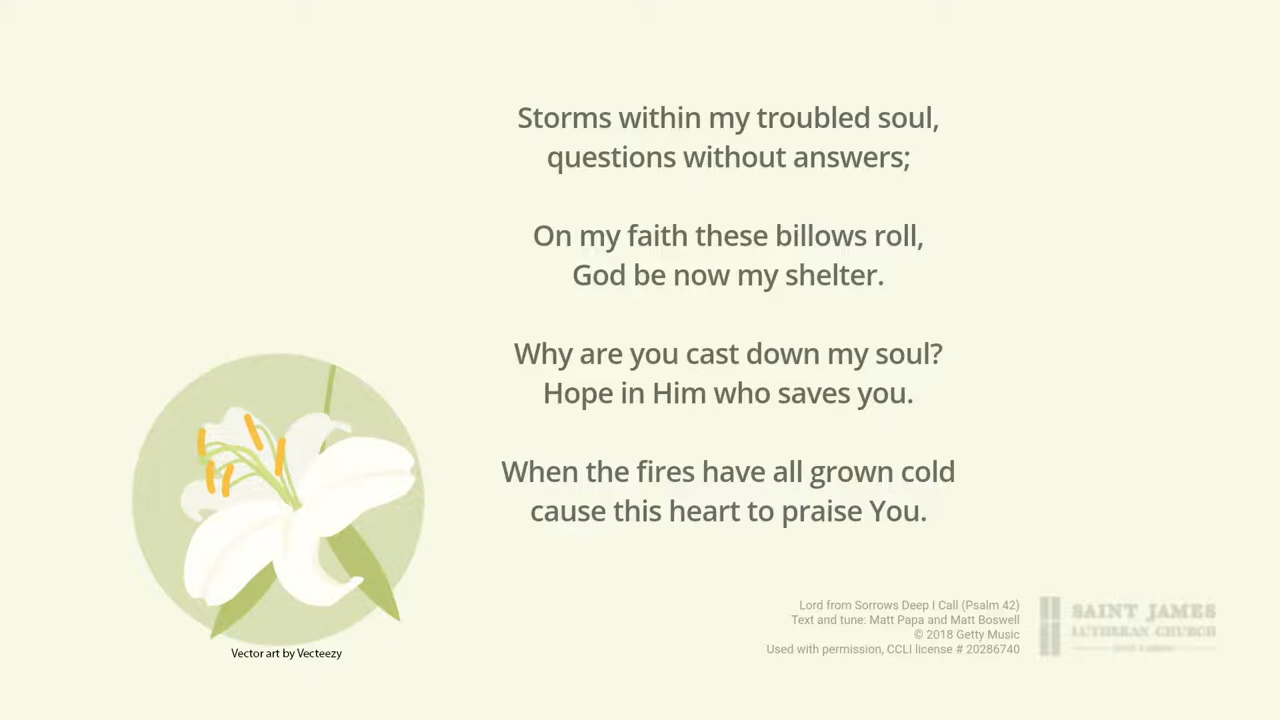 Storms within my troubled soul,
questions without answers;
On my faith these billows roll,
God be now my shelter.
Why are you cast down my soul?
Hope in Him who saves you.
When the fires have all grown cold
cause this heart to praise You.
Lord from Sorrows Deep I Call (Psalm 42)
Text and tune: Matt Papa and Matt Boswell
© 2018 Getty Music
Used with permission, CCLI license # 20286740
SAINT JAMES
LUTHERAN CHURCH
Vector art by Vecteezy